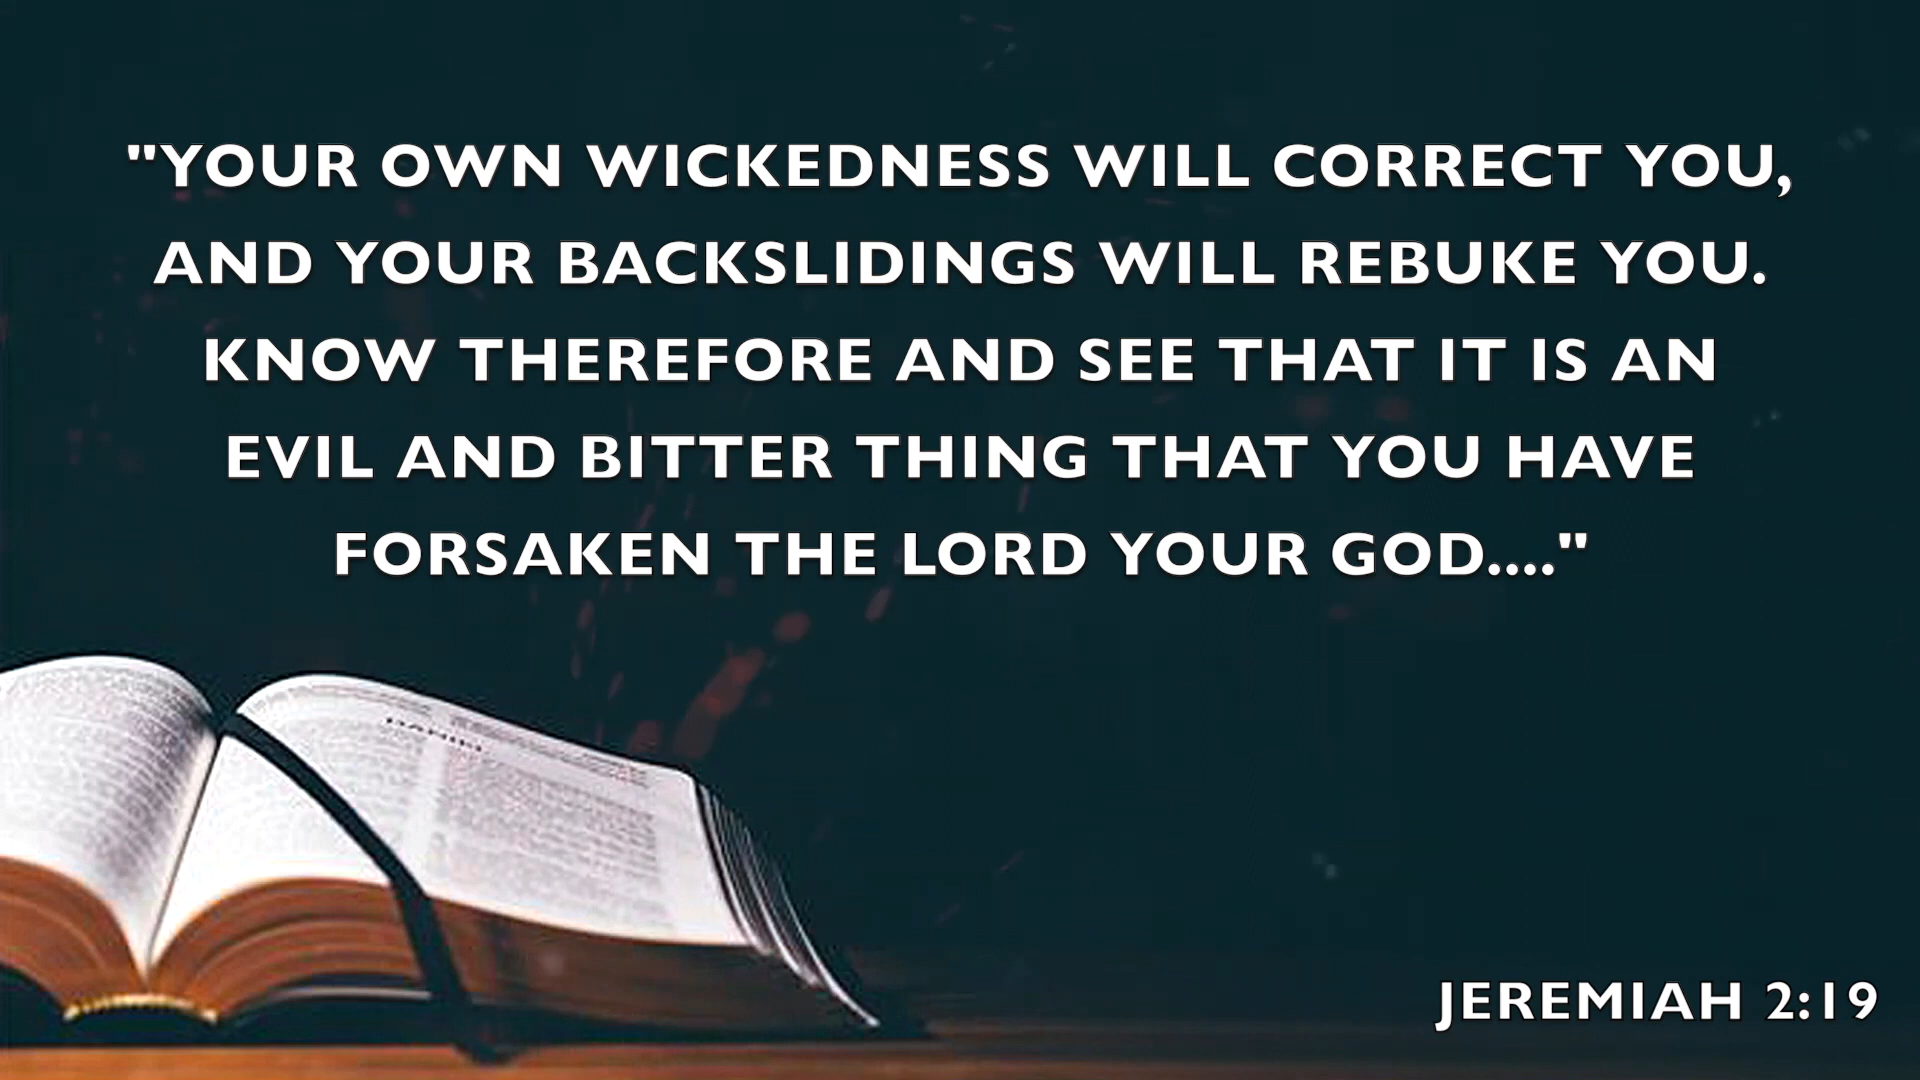 "YOUR OWN WICKEDNESS WILL CORRECT YOU,
AND YOUR BACKSLIDINGS WILL REBUKE YOU.
KNOW THEREFORE AND SEE THAT IT IS AN
EVIL AND BITTER THING THAT YOU HAVE
FORSAKEN THE LORD YOUR GOD...."
DANIEL
JEREMIAH 2:19